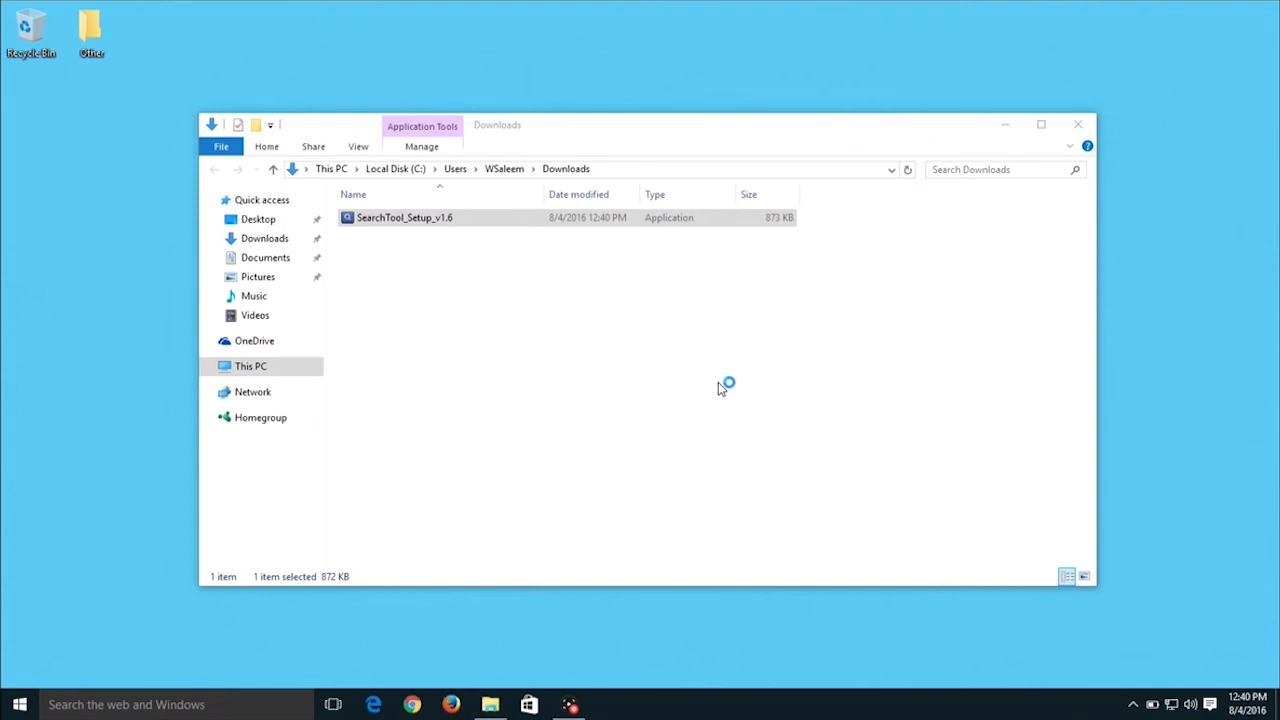 Recycle Bin
Other
Application Tools
Downloads
File
Home
Share
View
Manage
This PC
Local Disk (C:)
Users
WSaleem
Downloads
Search Downloads
Quick access
Desktop
Downloads
Documents
Pictures
Music
Videos
OneDrive
This PC
Network
Homegroup
Name
Date modified
Type
Size
SearchTool_Setup_v1.6
8/4/2016 12:40 PM
Application
873 KB
1 item
1 item selected 872 KB
Search the web and Windows
12:40 PM
8/4/2016